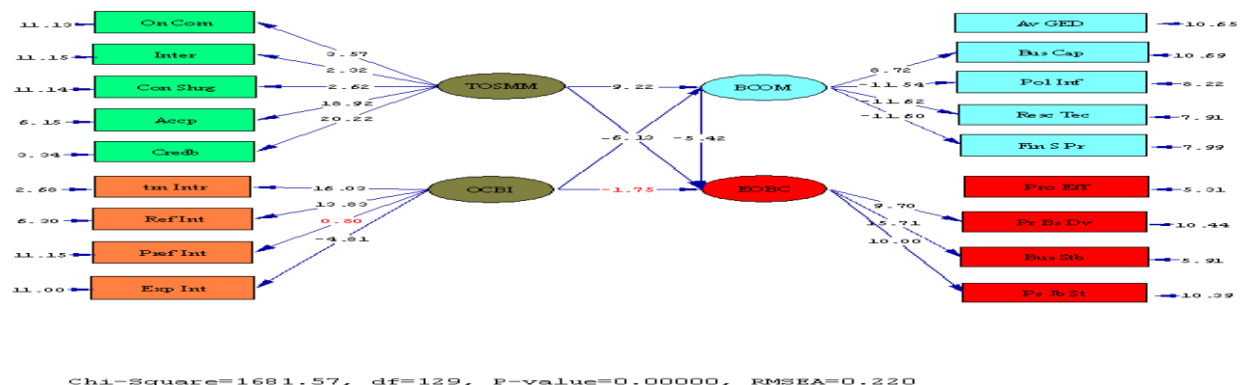 11.13 On Com
11.15 Inter
11.14 Con Shrg
6.15 Accp
3.34 Credb
2.68 tm Intr
6.30 Ref Int
11.15 Pref Int
11.00 Exp Int
3.57
2.32
2.62
18.92
20.22
16.03
13.83
0.80
-4.81
TOSMM
OCBI
9.22
-6.13
-5.42
-1.75
BCOM
EOBC
8.72
-11.54
-11.62
-11.60
9.70
15.71
10.00
Av GED 10.65
Bus Cap 10.69
Pol Inf 8.22
Resc Tec 7.91
Fin S Pr 7.99
Pro Eff 5.31
Pr Bs Dv 10.44
Bus Stb 5.91
Ps Jb St 10.39
Chi-Square=1681.57, df=129, P-value=0.00000, RMSEA=0.220